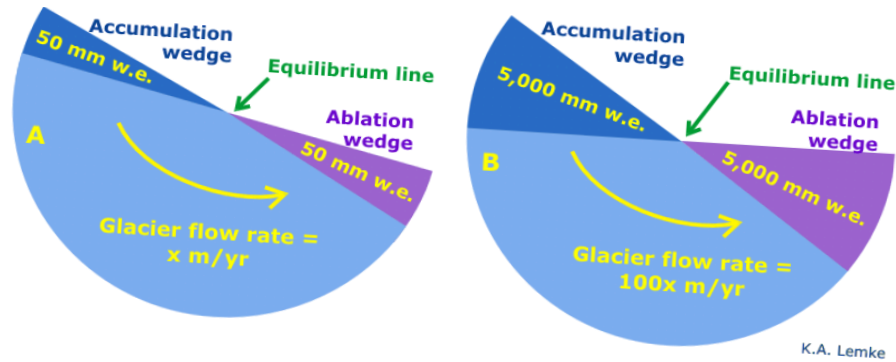 Accumulation
wedge
50 mm w.e.
Equilibrium line
Ablation
wedge
50 mm w.e.
A
Glacier flow rate =
x m/yr
Accumulation
wedge
5,000 mm w.e.
Equilibrium line
Ablation
wedge
5,000 mm w.e.
B
Glacier flow rate =
100x m/yr
K.A. Lemke